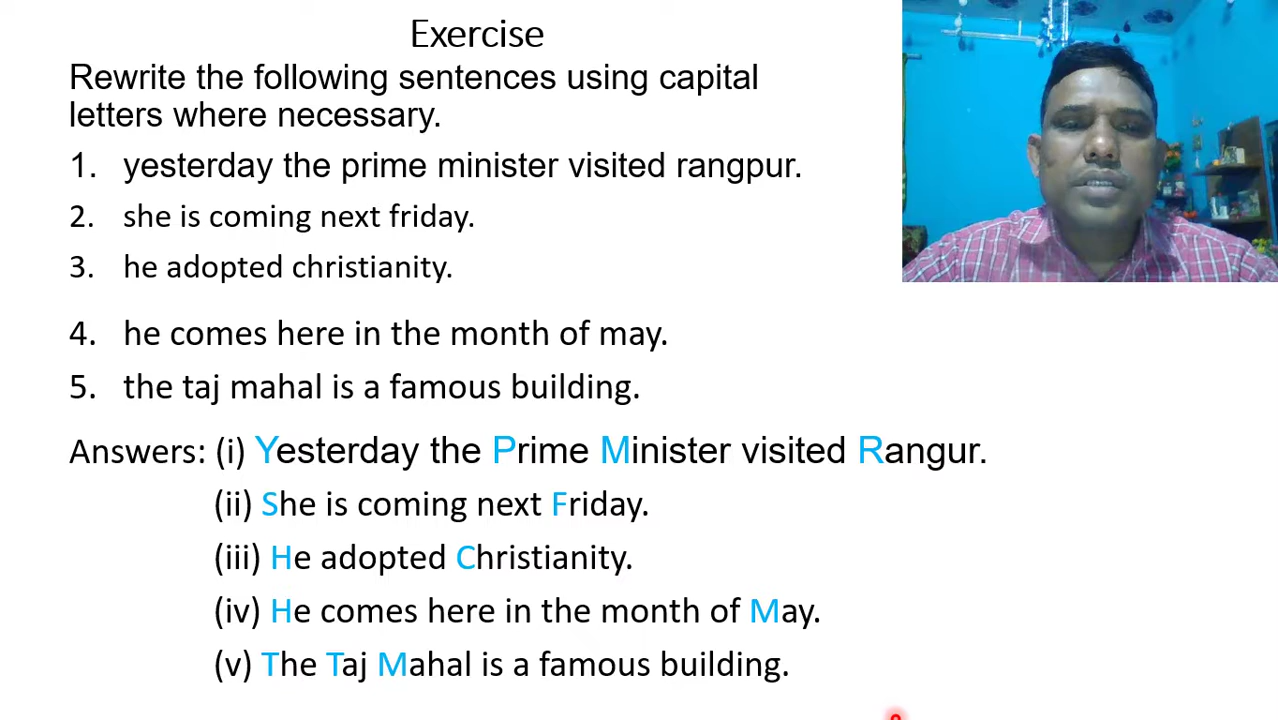 Exercise
Rewrite the following sentences using capital
letters where necessary.
1. yesterday the prime minister visited rangpur.
2. she is coming next friday.
3. he adopted christianity.
4. he comes here in the month of may.
5. the taj mahal is a famous building.
Answers: (i) Yesterday the Prime Minister visited Rangur.
(ii) She is coming next Friday.
(iii) He adopted Christianity.
(iv) He comes here in the month of May.
(v) The Taj Mahal is a famous building.